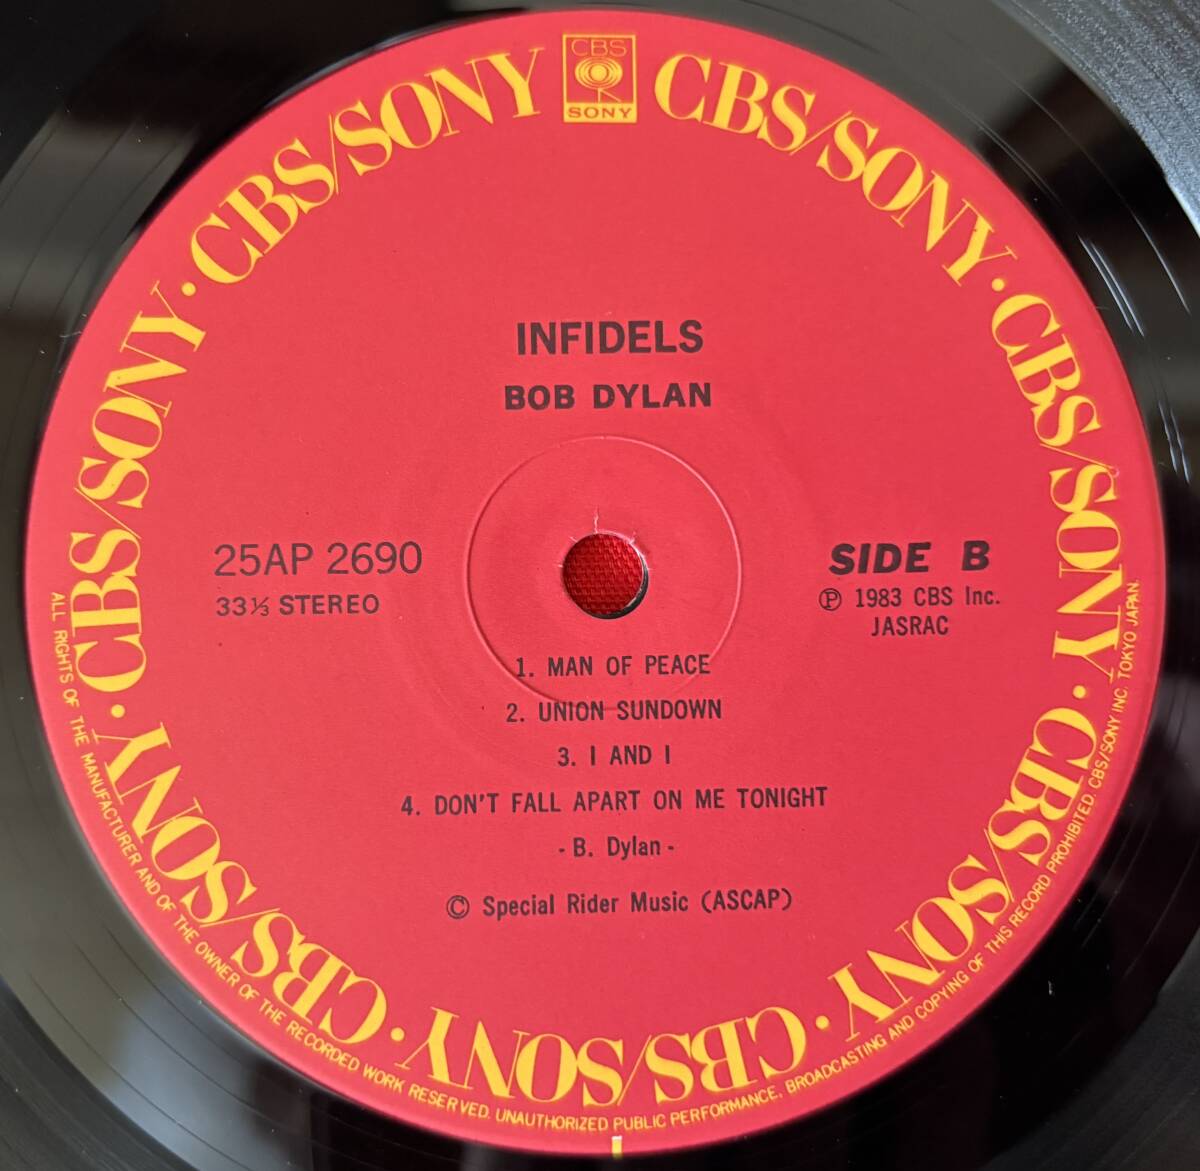 CBS
SONY
CBS/SONY · CBS/SONY · CBS/SONY · CBS/SONY · CBS/SONY · CBS/SONY · CBS/SONY · CBS/SONY · CBS/SONY
INFIDELS
BOB DYLAN
25AP 2690
33⅓ STEREO
SIDE B
Ⓟ 1983 CBS Inc.
JASRAC
1. MAN OF PEACE
2. UNION SUNDOWN
3. I AND I
4. DON'T FALL APART ON ME TONIGHT
- B. Dylan -
© Special Rider Music (ASCAP)
ALL RIGHTS OF THE MANUFACTURER AND OF THE OWNER OF THE RECORDED WORK RESERVED. UNAUTHORIZED PUBLIC PERFORMANCE, BROADCASTING AND COPYING OF THIS RECORD PROHIBITED. CBS/SONY INC. TOKYO JAPAN.